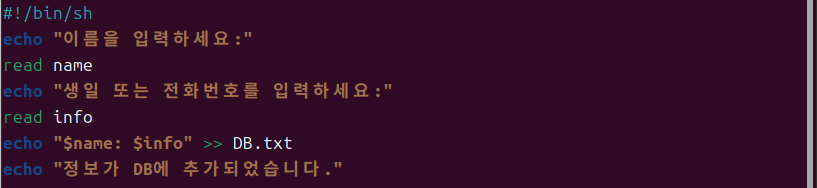 #!/bin/sh
echo "이름을 입력하세요:"
read name
echo "생일 또는 전화번호를 입력하세요:"
read info
echo "$name: $info" >> DB.txt
echo "정보가 DB에 추가되었습니다."